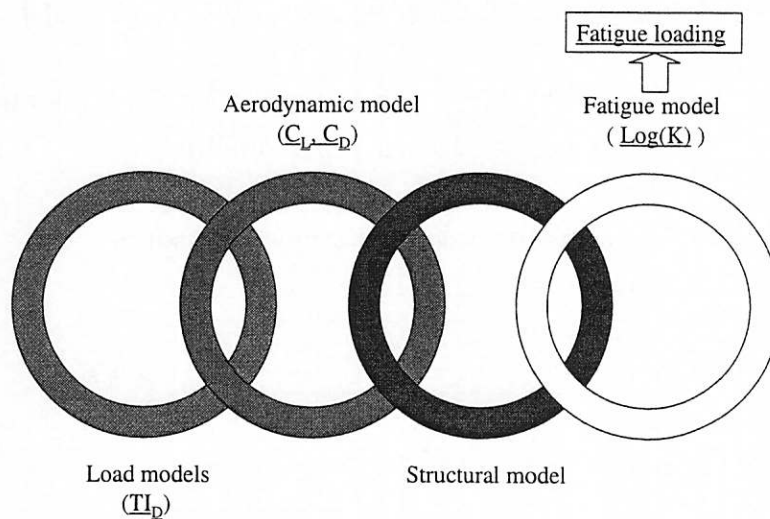 Fatigue loading
Aerodynamic model
(C_L, C_D)
Fatigue model
( Log(K) )
Load models
(TI_D)
Structural model